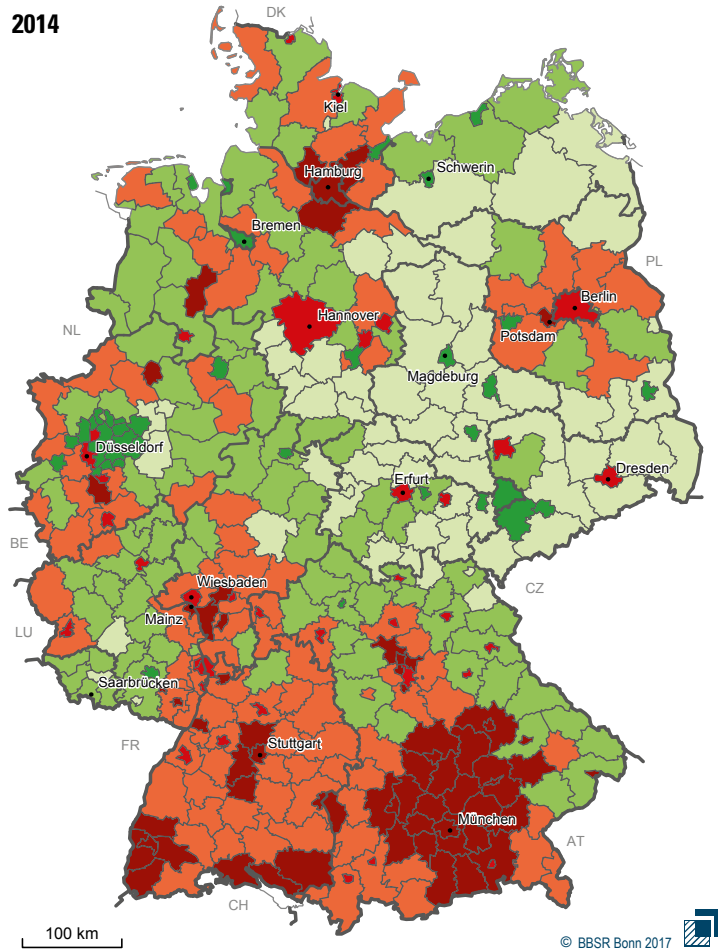 2014
DK
Kiel
Hamburg
Schwerin
Bremen
PL
Berlin
NL
Hannover
Potsdam
Magdeburg
Düsseldorf
Dresden
Erfurt
BE
Wiesbaden
CZ
Mainz
LU
Saarbrücken
FR
Stuttgart
München
AT
CH
100 km
© BBSR Bonn 2017